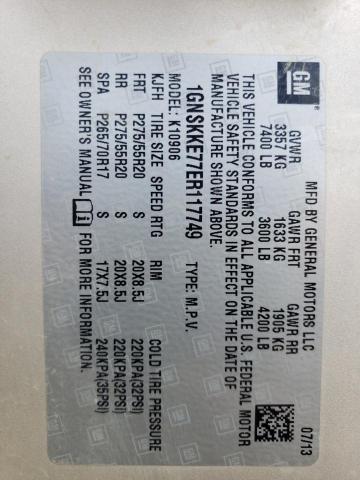 GM
MFD BY GENERAL MOTORS LLC 07/13
GVWR GAWR FRT GAWR RR
3357 KG 1633 KG 1905 KG
7400 LB 3600 LB 4200 LB
THIS VEHICLE CONFORMS TO ALL APPLICABLE U.S. FEDERAL MOTOR
VEHICLE SAFETY STANDARDS IN EFFECT ON THE DATE OF
MANUFACTURE SHOWN ABOVE.
1GNSKKE77ER117749 TYPE: M.P.V.
MODEL: K10906
KJFH TIRE SIZE SPEED RTG RIM COLD TIRE PRESSURE
FRT P275/55R20 S 20X8.5J 220KPA(32PSI)
RR P275/55R20 S 20X8.5J 220KPA(32PSI)
SPA P265/70R17 S 17X7.5J 240KPA(35PSI)
SEE OWNER'S MANUAL i FOR MORE INFORMATION.